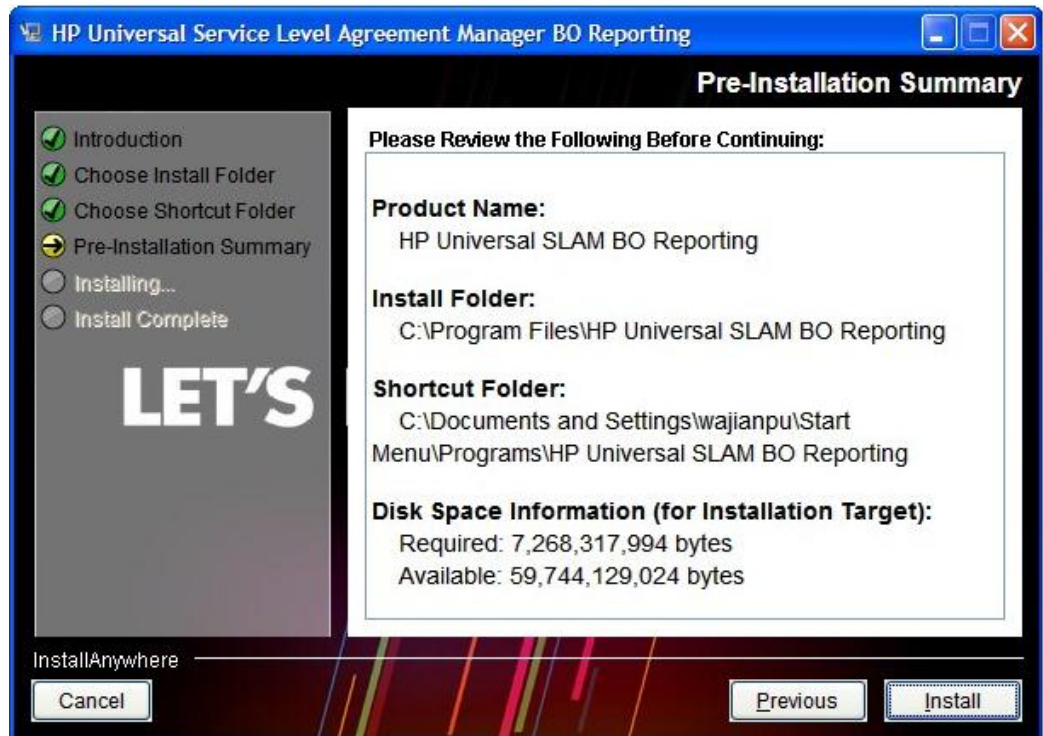 HP Universal Service Level Agreement Manager BO Reporting
Pre-Installation Summary
Introduction
Choose Install Folder
Choose Shortcut Folder
Pre-Installation Summary
Installing...
Install Complete
LET'S
Please Review the Following Before Continuing:
Product Name:
HP Universal SLAM BO Reporting
Install Folder:
C:\Program Files\HP Universal SLAM BO Reporting
Shortcut Folder:
C:\Documents and Settings\wajianpu\Start
Menu\Programs\HP Universal SLAM BO Reporting
Disk Space Information (for Installation Target):
Required: 7,268,317,994 bytes
Available: 59,744,129,024 bytes
InstallAnywhere
Cancel
Previous
Install